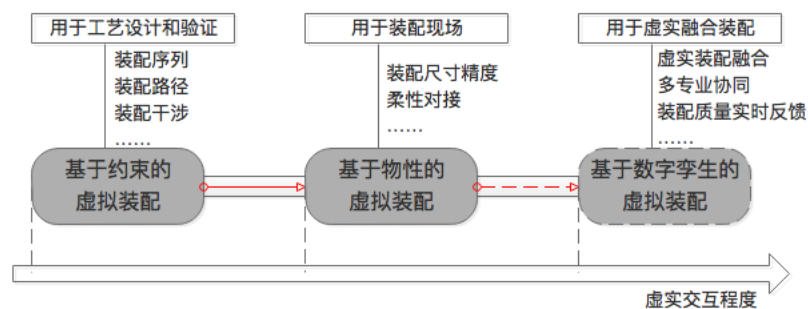 用于工艺设计和验证
装配序列
装配路径
装配干涉
……
基于约束的
虚拟装配
用于装配现场
装配尺寸精度
柔性对接
……
基于物性的
虚拟装配
用于虚实融合装配
虚实装配融合
多专业协同
装配质量实时反馈
……
基于数字孪生的
虚拟装配
虚实交互程度